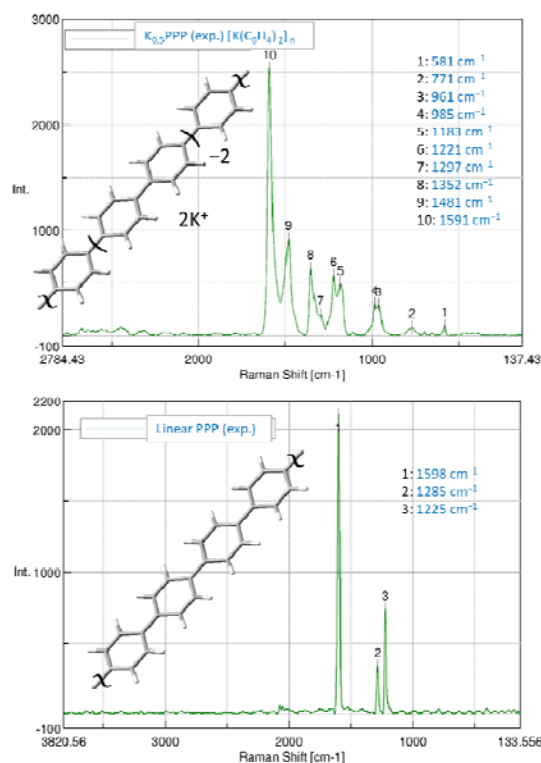 3000
K0.5PPP (exp.) [K(C6H4)2]n
10
1: 581 cm⁻¹
2: 771 cm⁻¹
3: 961 cm⁻¹
4: 985 cm⁻¹
5: 1183 cm⁻¹
6: 1221 cm⁻¹
7: 1297 cm⁻¹
8: 1352 cm⁻¹
9: 1481 cm⁻¹
10: 1591 cm⁻¹
2000
−2
Int.
2K⁺
1000
9
8
7
6
5
4
3
2
1
-100
2784.43
2000
1000
137.43
Raman Shift [cm-1]
2200
2000
Linear PPP (exp.)
1
1: 1598 cm⁻¹
2: 1285 cm⁻¹
3: 1225 cm⁻¹
Int.
1000
3
2
-100
3820.56
3000
2000
1000
133.556
Raman Shift [cm-1]